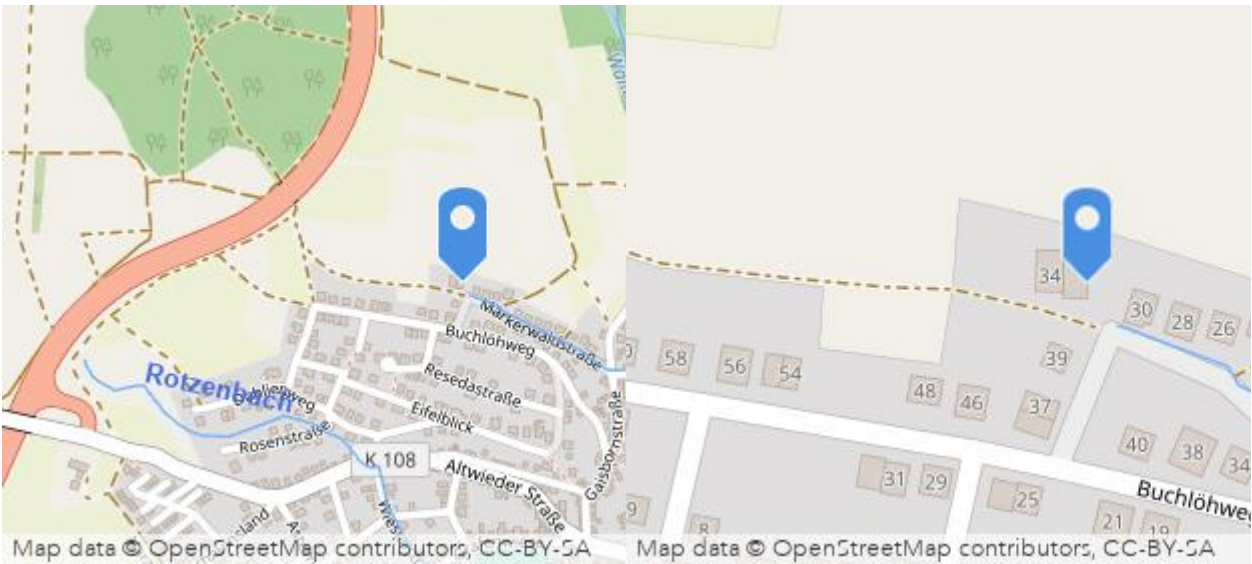 Markerwaldstraße
Buchlöhweg
Resedastraße
Rotzenbach
Eifelblick
Rosenstraße
K 108
Altwieder Straße
Gaisbornstraße
Map data © OpenStreetMap contributors, CC-BY-SA
34
30
28
26
39
58
56
54
48
46
37
40
38
34
31
29
25
21
19
9
8
Buchlöhwe
Map data © OpenStreetMap contributors, CC-BY-SA